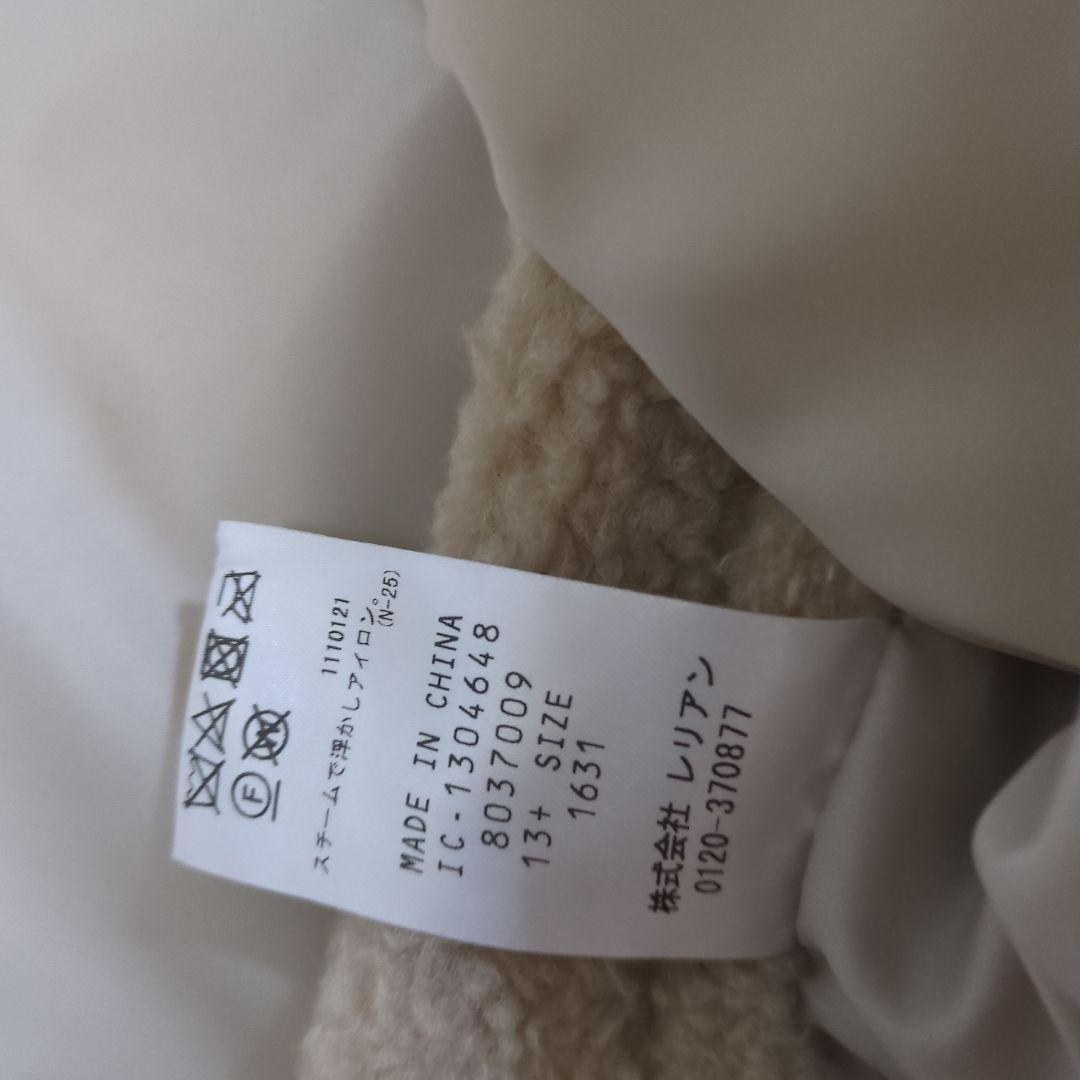 1110121
スチームで浮かしアイロン。
(N-25)
MADE IN CHINA
IC-1304648
8037009
13+ SIZE
1631
株式会社 レリアン
0120-370877
F
W